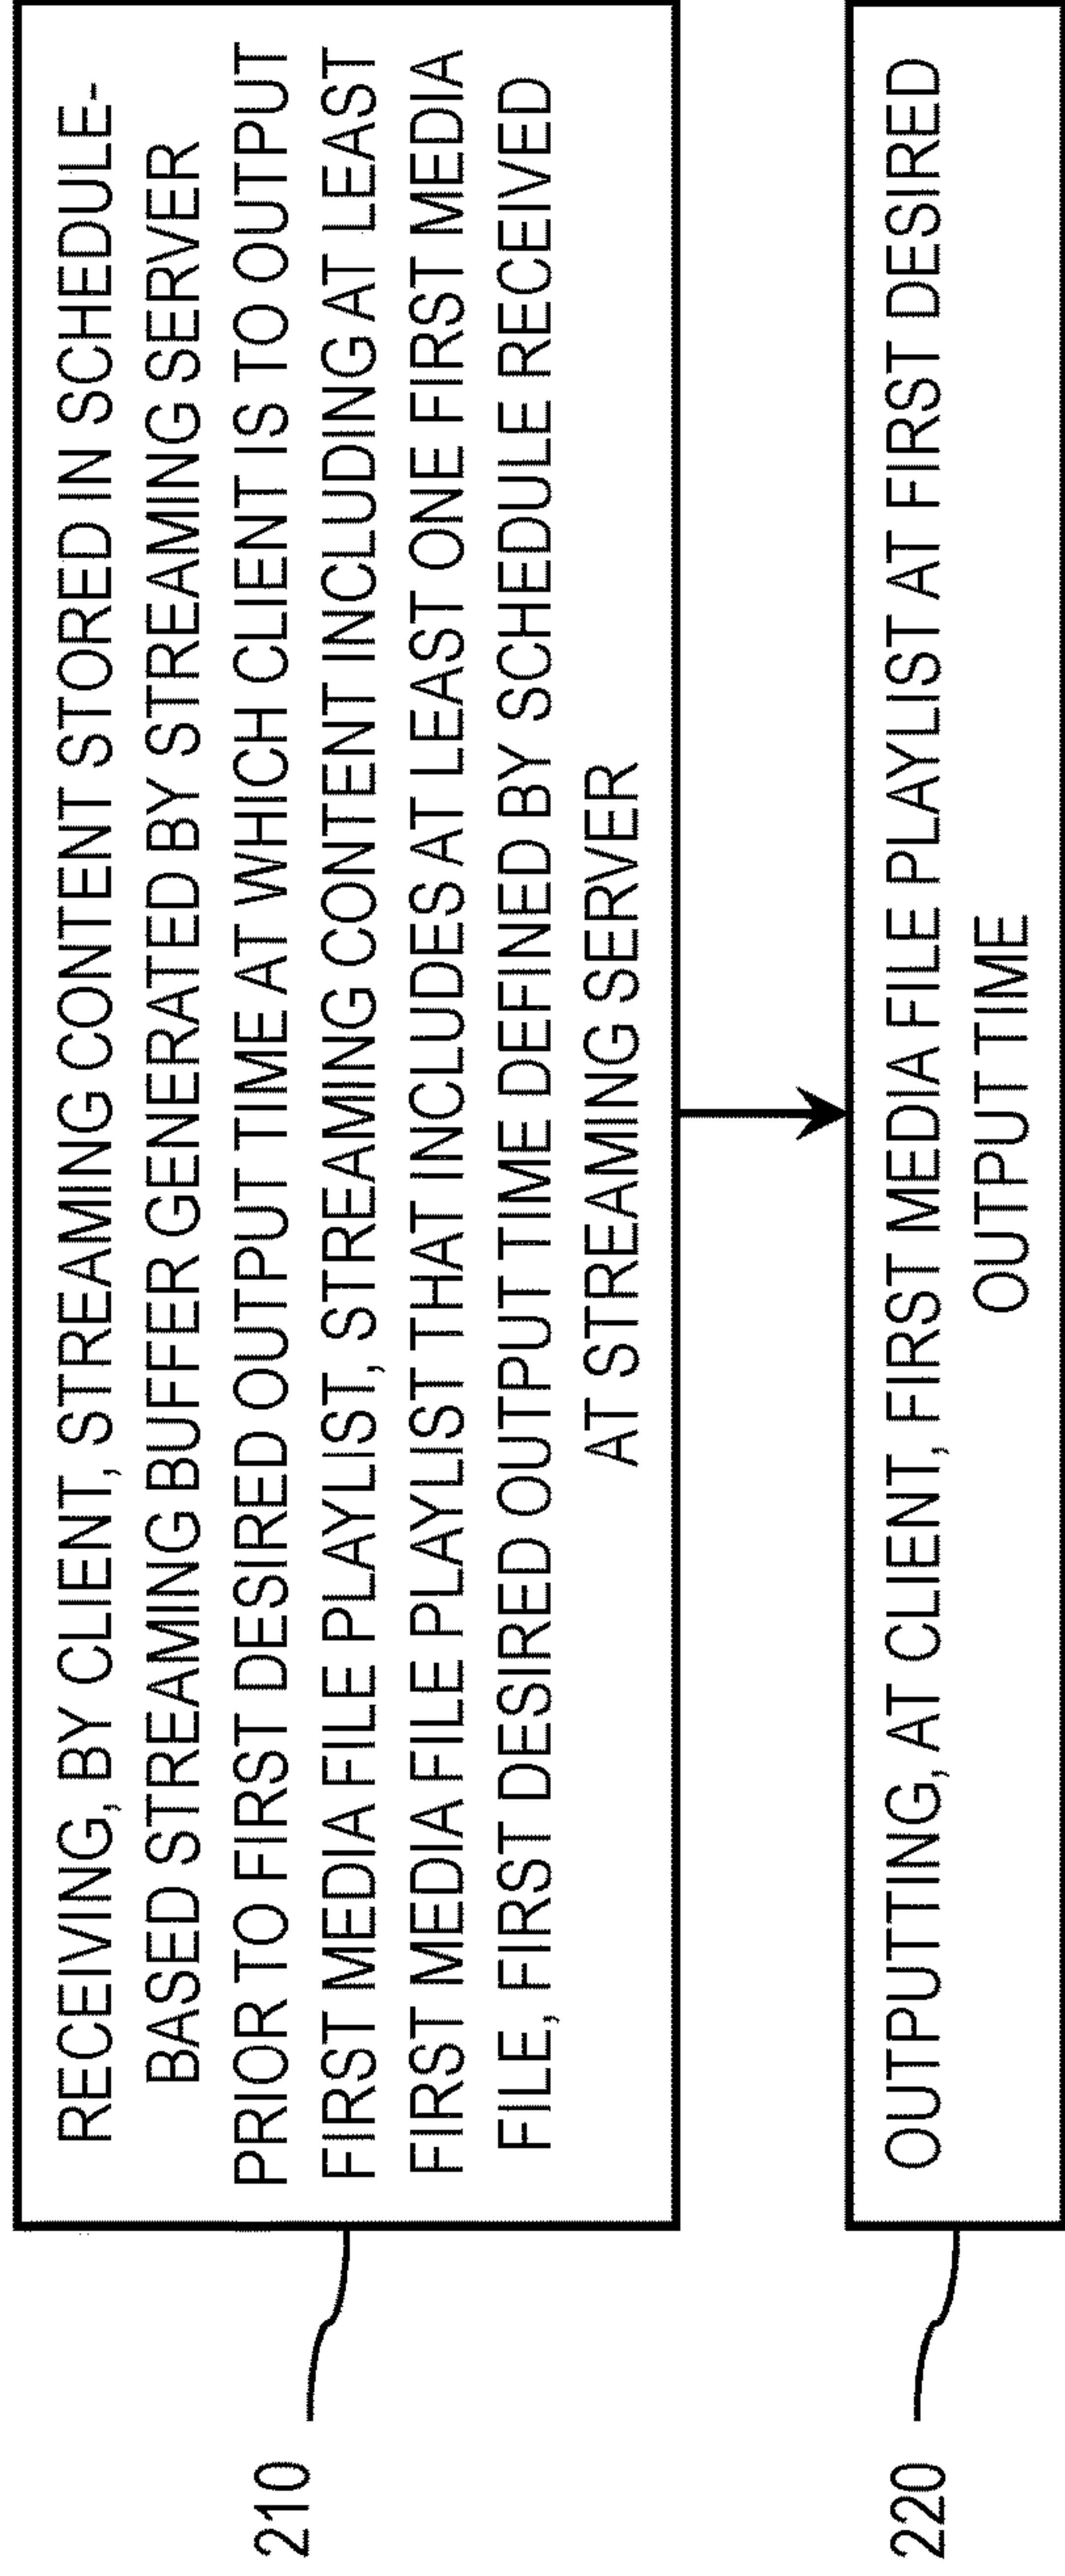 RECEIVING, BY CLIENT, STREAMING CONTENT STORED IN SCHEDULE-
BASED STREAMING BUFFER GENERATED BY STREAMING SERVER
PRIOR TO FIRST DESIRED OUTPUT TIME AT WHICH CLIENT IS TO OUTPUT
FIRST MEDIA FILE PLAYLIST, STREAMING CONTENT INCLUDING AT LEAST
FIRST MEDIA FILE PLAYLIST THAT INCLUDES AT LEAST ONE FIRST MEDIA
FILE, FIRST DESIRED OUTPUT TIME DEFINED BY SCHEDULE RECEIVED
AT STREAMING SERVER
210
OUTPUTTING, AT CLIENT, FIRST MEDIA FILE PLAYLIST AT FIRST DESIRED
OUTPUT TIME
220